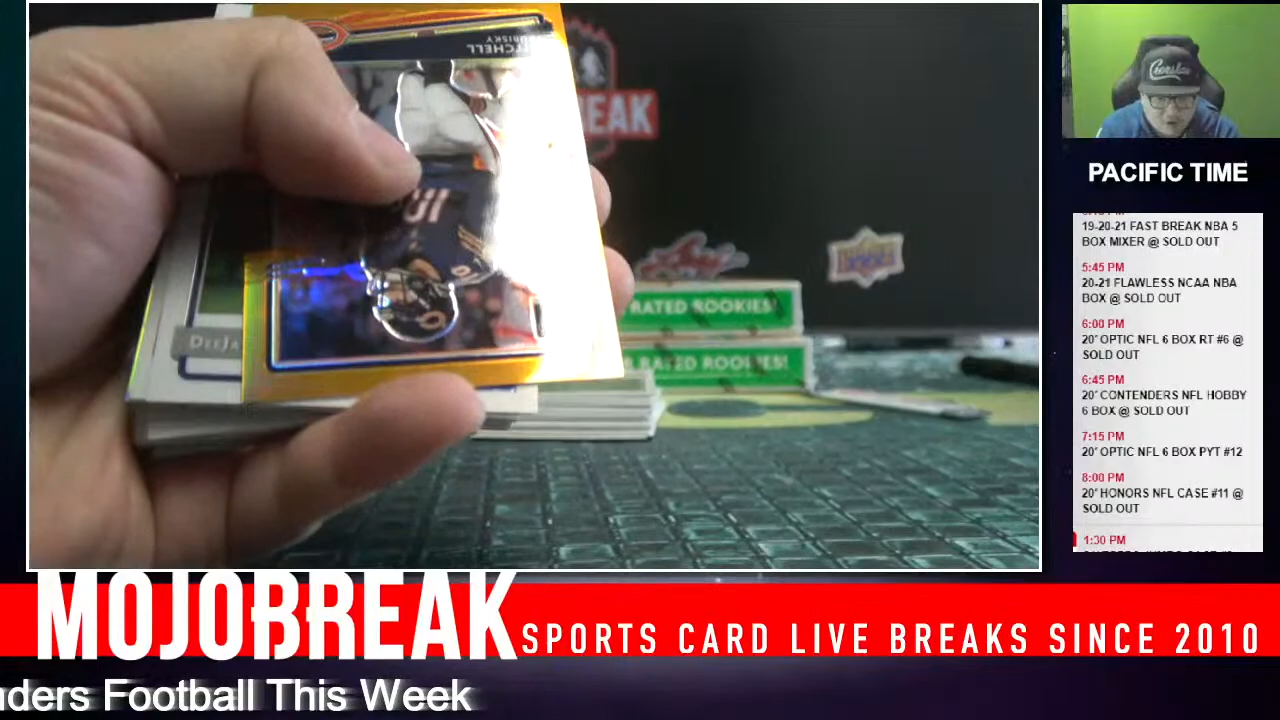 MITCHELL
TRUBISKY
10
DEEJA
EAK
RATED ROOKIES!
RATED ROOKIES!
PACIFIC TIME
19-20-21 FAST BREAK NBA 5
BOX MIXER @ SOLD OUT
5:45 PM
20-21 FLAWLESS NCAA NBA
BOX @ SOLD OUT
6:00 PM
20' OPTIC NFL 6 BOX RT #6 @
SOLD OUT
6:45 PM
20' CONTENDERS NFL HOBBY
6 BOX @ SOLD OUT
7:15 PM
20' OPTIC NFL 6 BOX PYT #12
8:00 PM
20' HONORS NFL CASE #11 @
SOLD OUT
1:30 PM
MOJOBREAK
SPORTS CARD LIVE BREAKS SINCE 2010
nders Football This Week